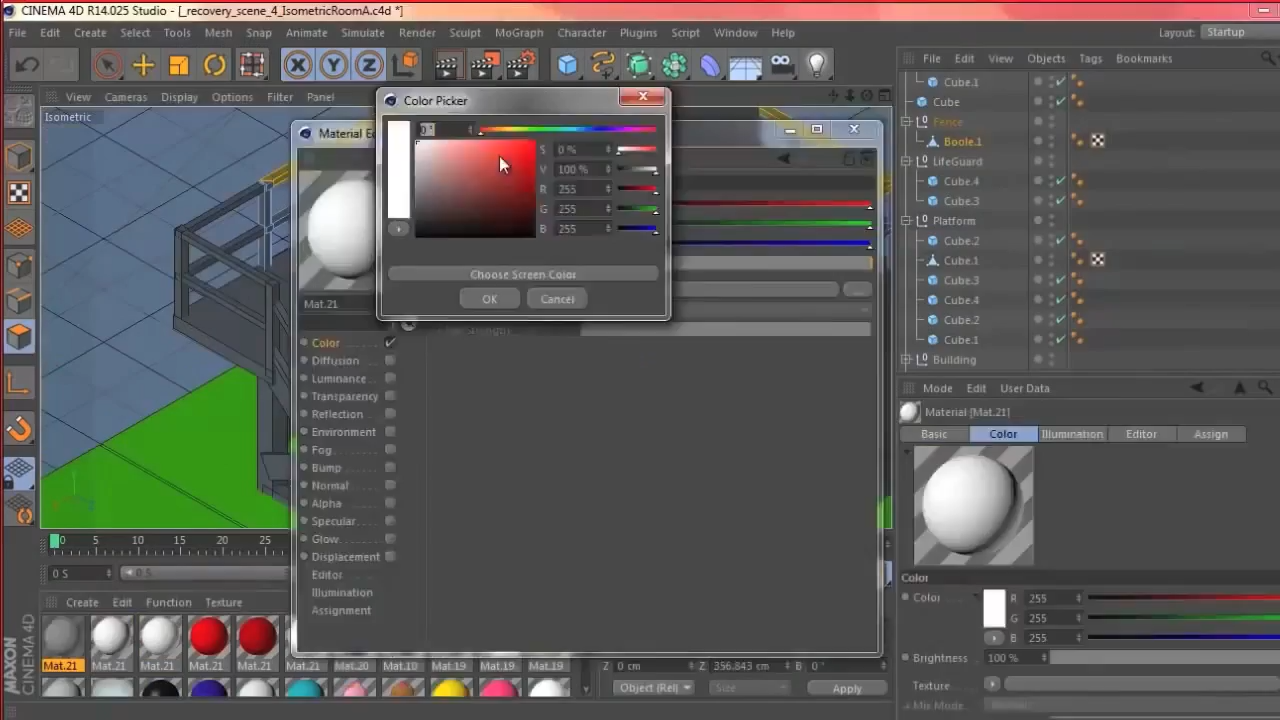 CINEMA 4D R14.025 Studio - [_recovery_scene_4_IsometricRoomA.c4d *]
File Edit Create Select Tools Mesh Snap Animate Simulate Render Sculpt MoGraph Character Plugins Script Window Help
Layout: Startup
File Edit View Objects Tags Bookmarks
View Cameras Display Options Filter Panel
Isometric
Color Picker
0 °
S 0 %
V 100 %
R 255
G 255
B 255
Choose Screen Color
OK Cancel
Material Ed
Mat.21
Color
Diffusion
Luminance
Transparency
Reflection
Environment
Fog
Bump
Normal
Alpha
Specular
Glow
Displacement
Editor
Illumination
Assignment
Cube.1
Cube
Fence
Boole.1
LifeGuard
Cube.4
Cube.3
Platform
Cube.2
Cube.1
Cube.3
Cube.4
Cube.2
Cube.1
Building
Mode Edit User Data
Material [Mat.21]
Basic Color Illumination Editor Assign
Color
Color R 255
G 255
B 255
Brightness 100 %
Texture
Mix Mode
0 5 10 15 20 25
0 S 0 S
Create Edit Function Texture
Mat.21 Mat.21 Mat.21 Mat.21 Mat.21 Mat.21 Mat.20 Mat.10 Mat.19 Mat.19 Mat.19
Z 0 cm Z 356.843 cm B 0 °
Object (Rel) Size Apply
MAXON CINEMA 4D